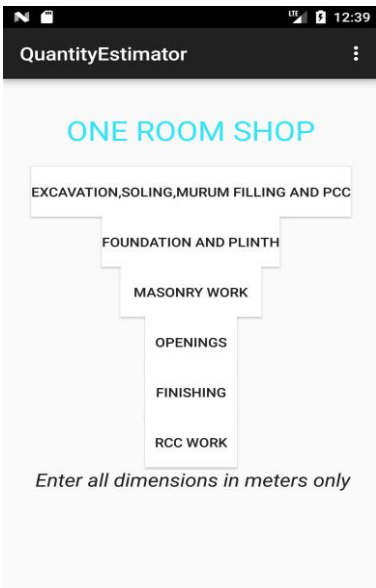 LTE 12:39
QuantityEstimator
ONE ROOM SHOP
EXCAVATION,SOLING,MURUM FILLING AND PCC
FOUNDATION AND PLINTH
MASONRY WORK
OPENINGS
FINISHING
RCC WORK
Enter all dimensions in meters only